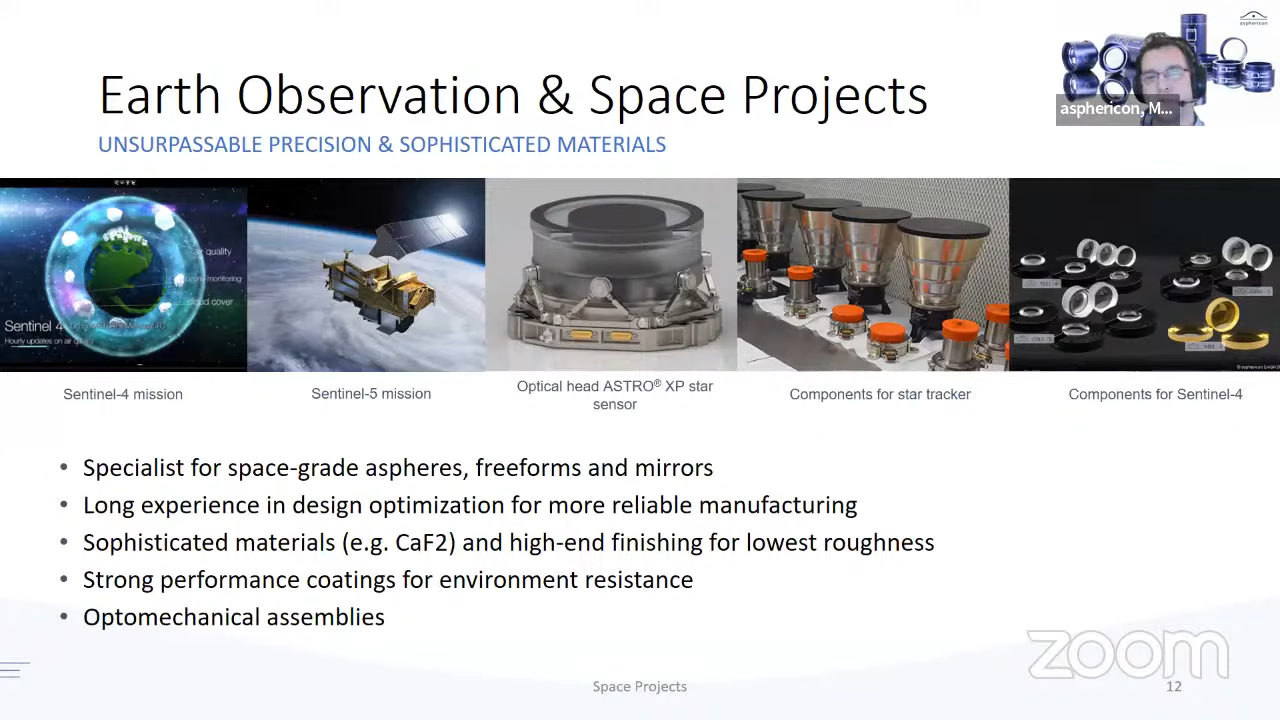 asphericon
asphericon, M...
Earth Observation & Space Projects
UNSURPASSABLE PRECISION & SOPHISTICATED MATERIALS
air quality
ozone monitoring
cloud cover
Sentinel 4
Hourly updates on air quality
Sentinel-4 mission
Sentinel-5 mission
Optical head ASTRO® XP star
sensor
Components for star tracker
Components for Sentinel-4
• Specialist for space-grade aspheres, freeforms and mirrors
• Long experience in design optimization for more reliable manufacturing
• Sophisticated materials (e.g. CaF2) and high-end finishing for lowest roughness
• Strong performance coatings for environment resistance
• Optomechanical assemblies
zoom
Space Projects
12